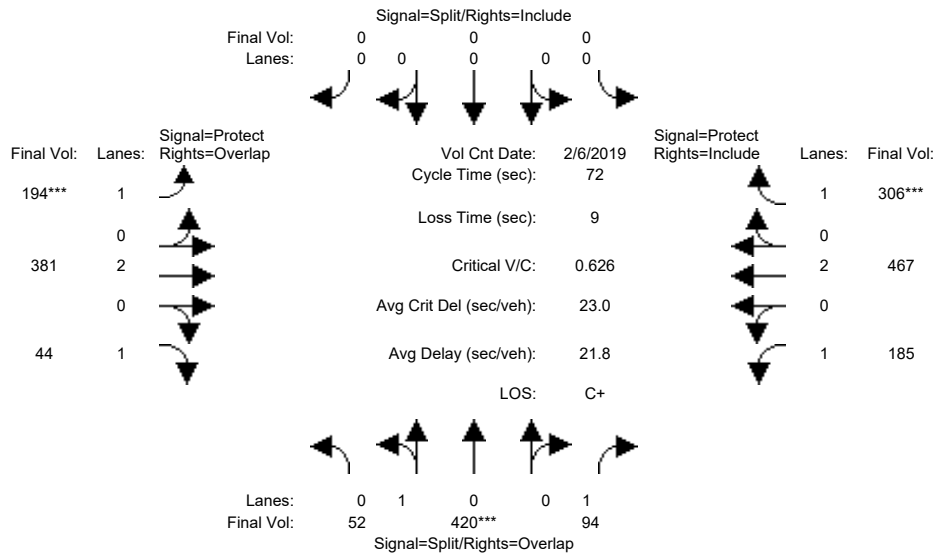 Signal=Split/Rights=Include
Final Vol: 0 0 0
Lanes: 0 0 0 0 0
Signal=Protect
Final Vol: Lanes: Rights=Overlap
Vol Cnt Date: 2/6/2019
Signal=Protect
Rights=Include Lanes: Final Vol:
Cycle Time (sec): 72
194*** 1
1 306***
Loss Time (sec): 9
0
0
381 2
Critical V/C: 0.626
2 467
0
Avg Crit Del (sec/veh): 23.0
0
44 1
Avg Delay (sec/veh): 21.8
1 185
LOS: C+
Lanes: 0 1 0 0 1
Final Vol: 52 420*** 94
Signal=Split/Rights=Overlap